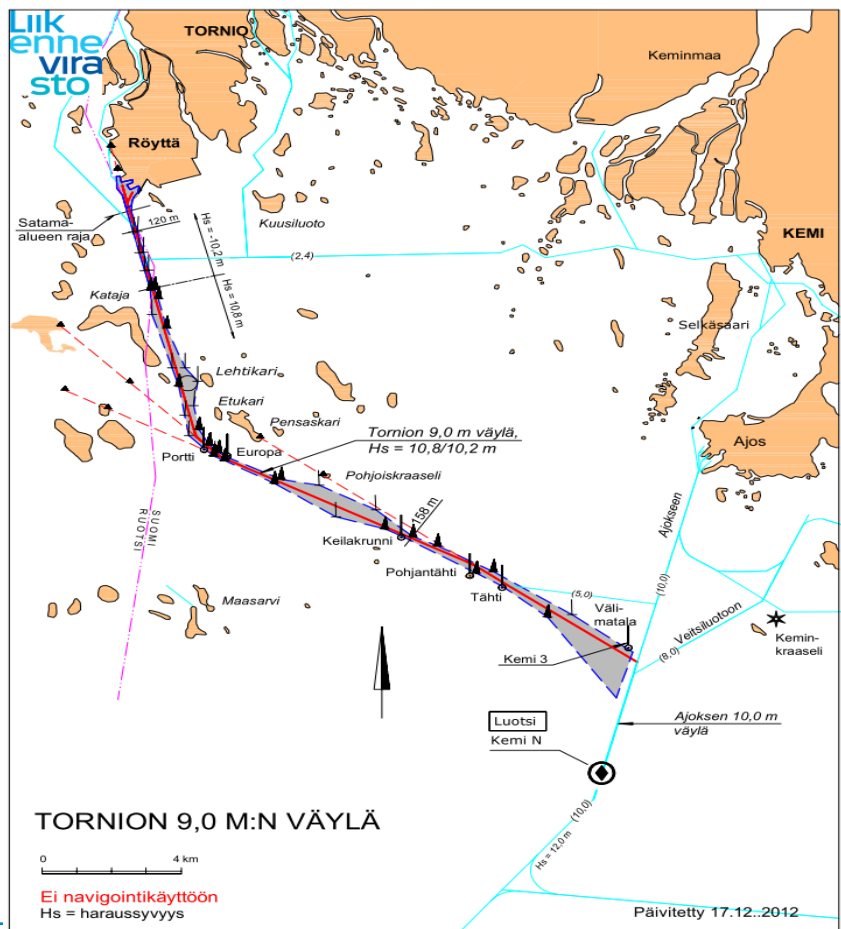 Liik
enne
vira
sto
TORNIO
Keminmaa
Röyttä
Satama-
alueen raja
120 m
Kuusiluoto
Hs = -10,2 m
Hs = 10,8 m
(2,4)
KEMI
Kataja
Selkäsaari
Lehtikari
Etukari
Pensaskari
Tornion 9,0 m väylä,
Hs = 10,8/10,2 m
Ajos
Portti
Europa
Pohjoiskraaseli
SUOMI
RUOTSI
158 m
Ajokseen
Keilakrunni
Pohjantähti
Tähti
(5,0)
(10,0)
Maasarvi
Väli-
matala
Veitsiluotoon
Kemin-
kraaseli
Kemi 3
(8,0)
Luotsi
Kemi N
Ajoksen 10,0 m
väylä
(10,0)
Hs = 12,0 m
TORNION 9,0 M:N VÄYLÄ
0 4 km
Ei navigointikäyttöön
Hs = haraussyvyys
Päivitetty 17.12..2012